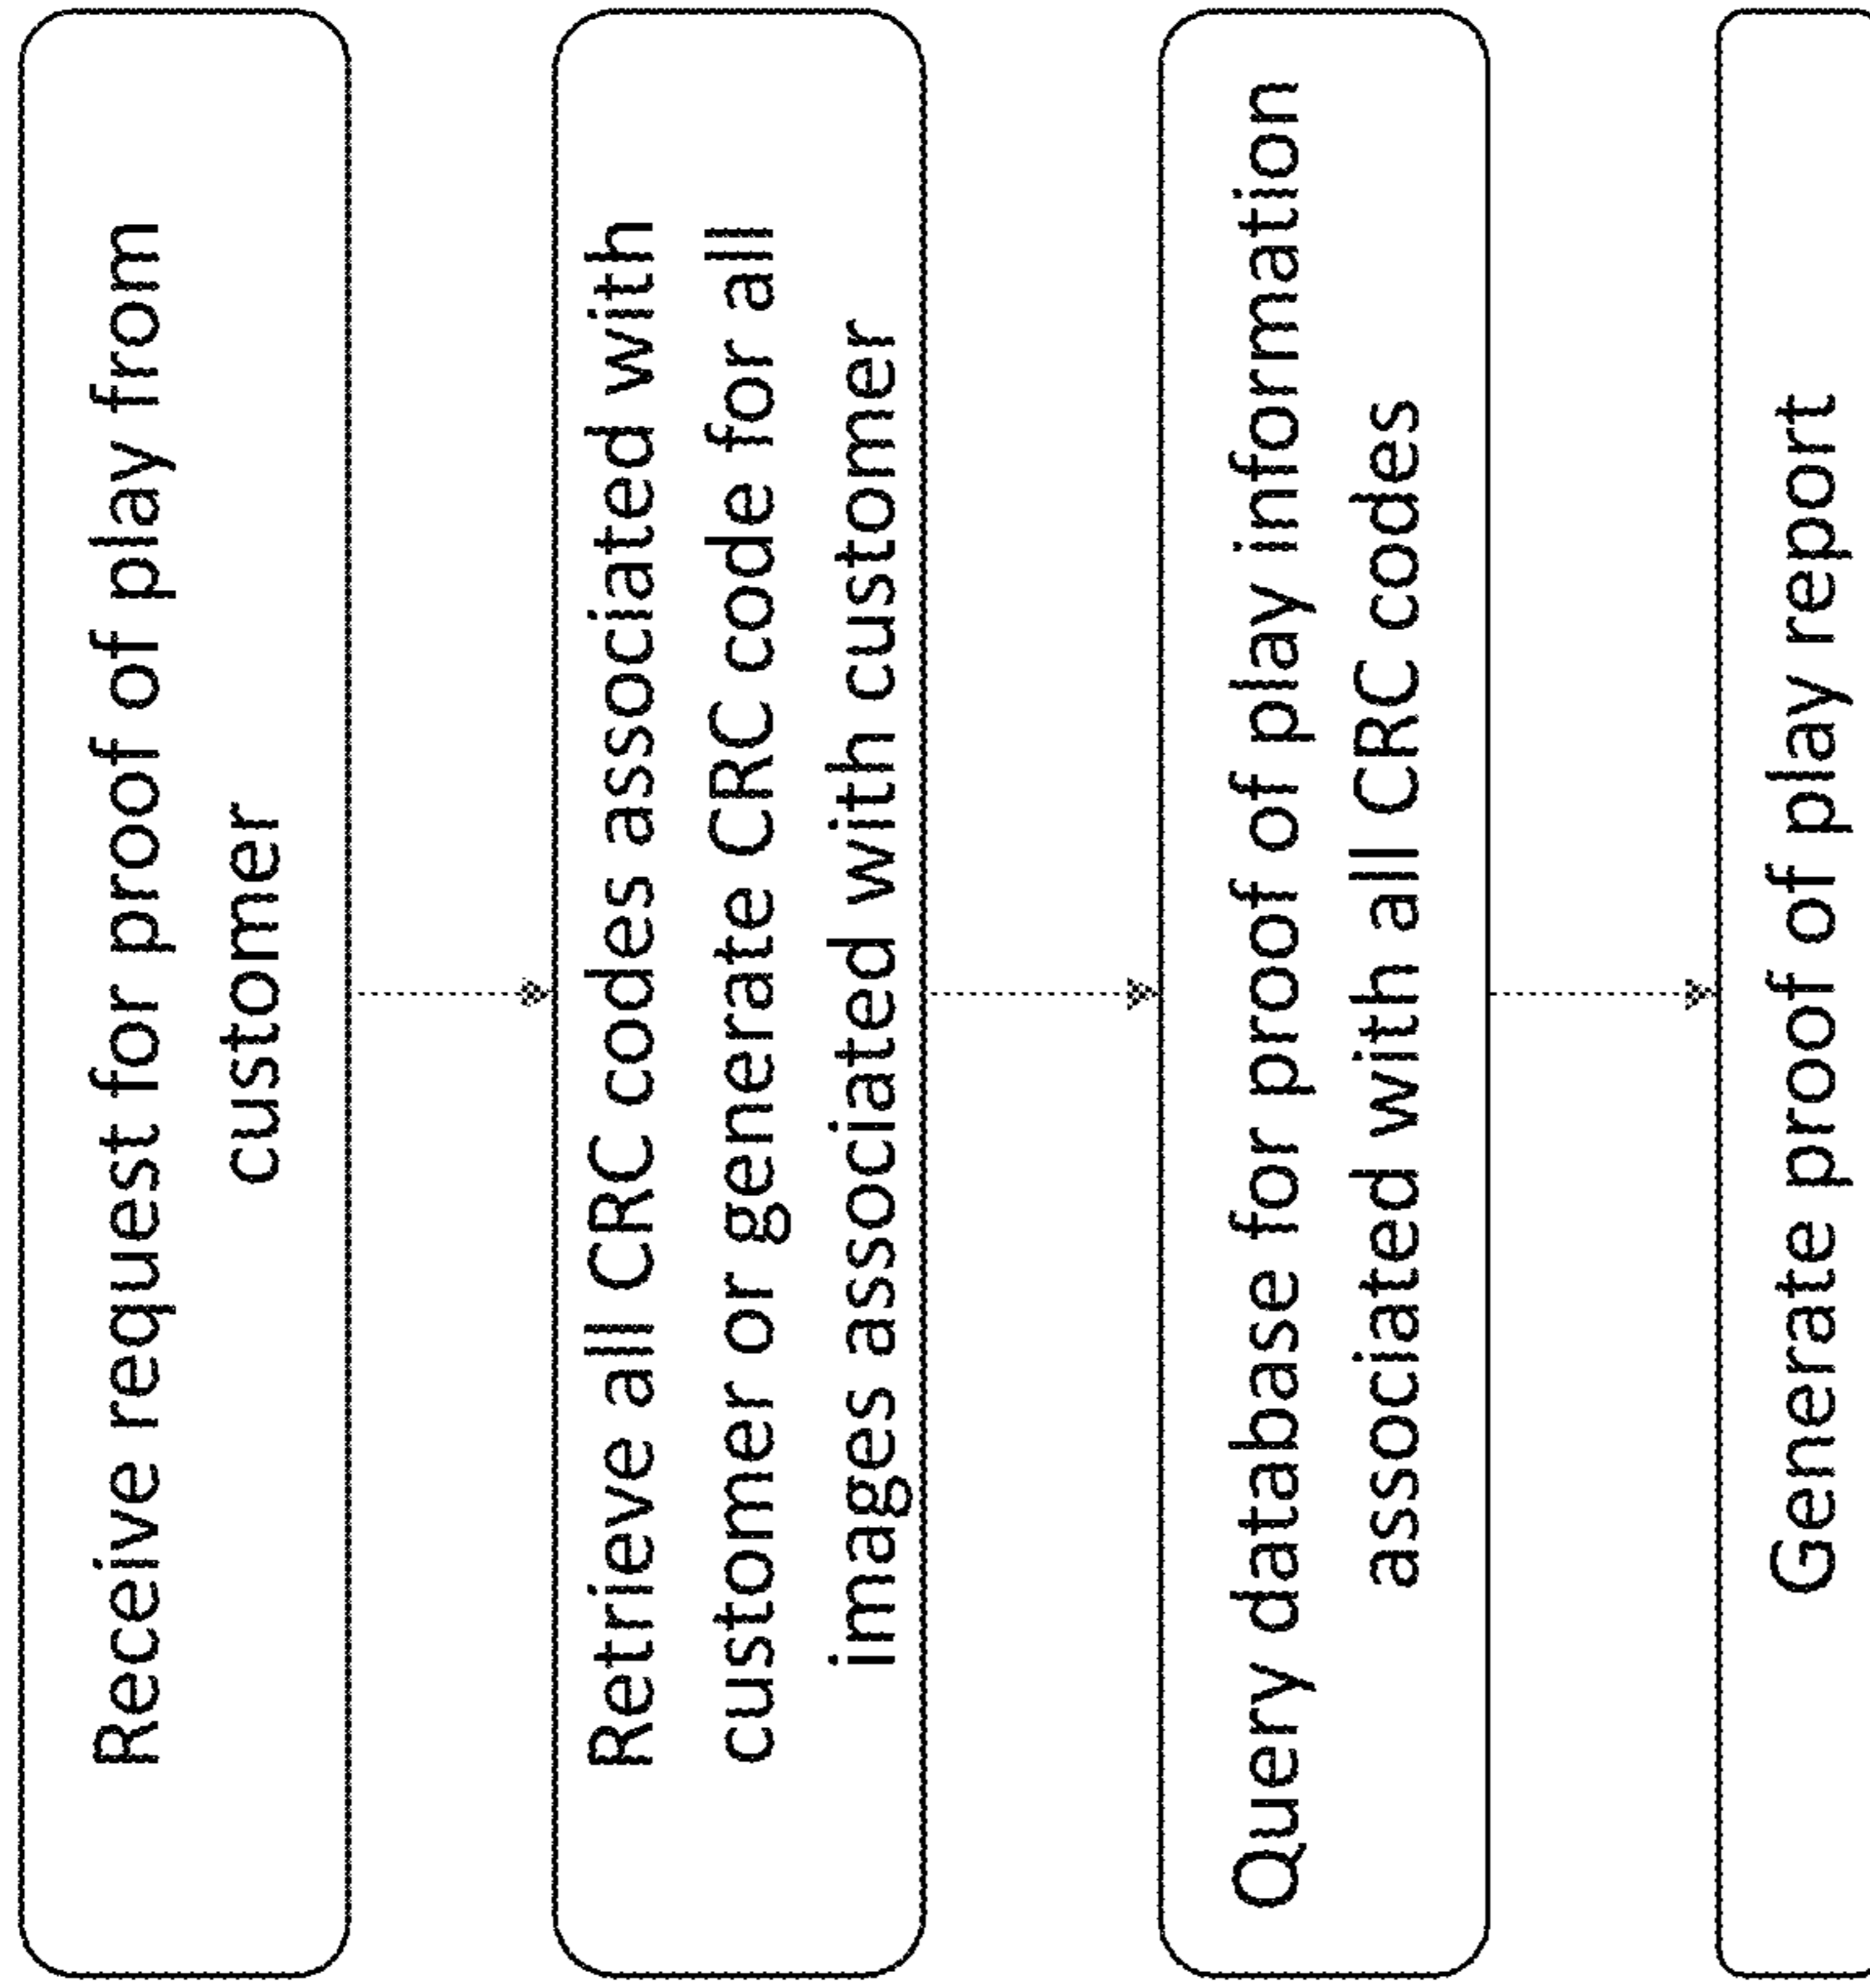 Receive request for proof of play from
customer
Retrieve all CRC codes associated with
customer or generate CRC code for all
images associated with customer
Query database for proof of play information
associated with all CRC codes
Generate proof of play report